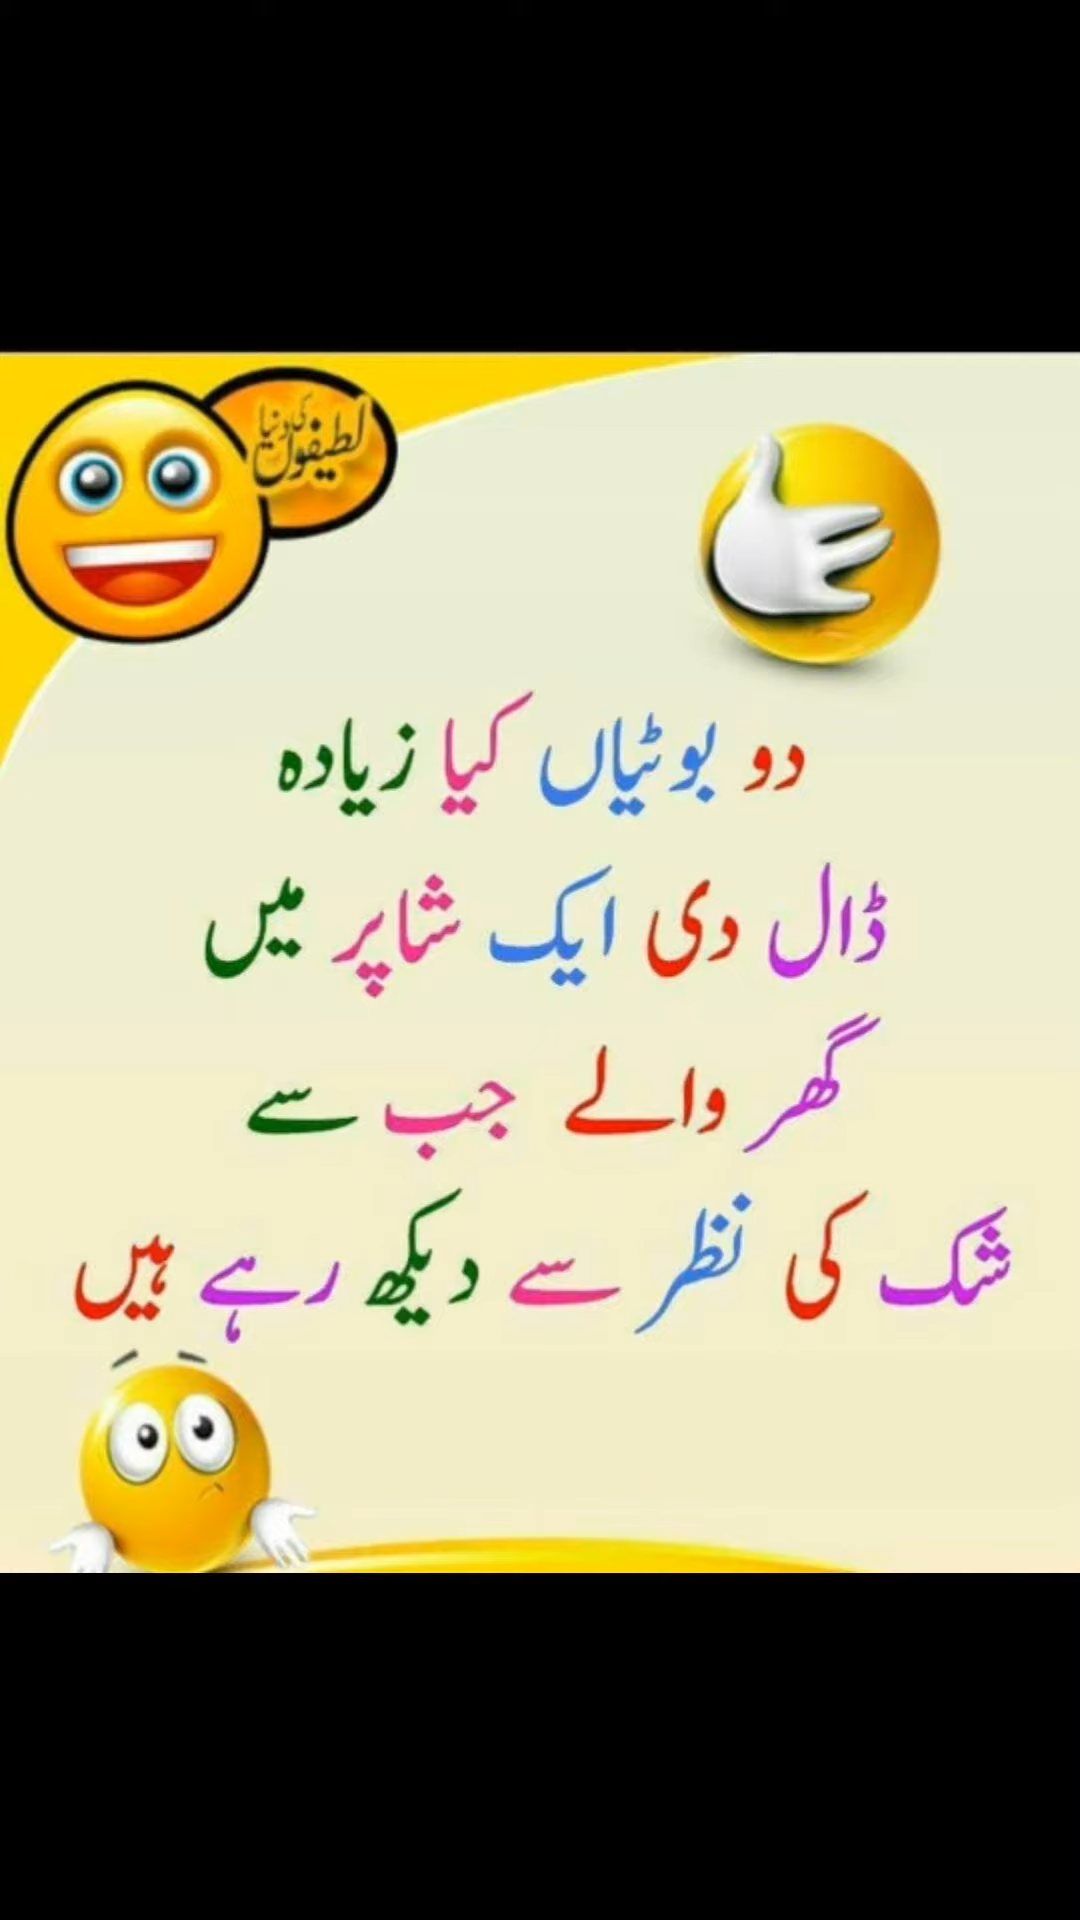 لطیفوں کی دنیا
دو بوٹیاں کیا زیادہ
ڈال دی ایک شاپر میں
گھر والے جب سے
شک کی نظر سے دیکھ رہے ہیں